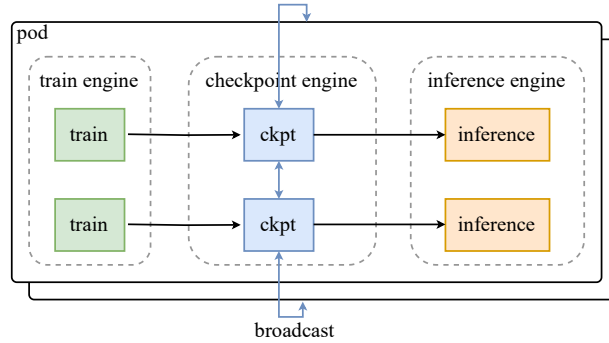 pod
train engine
checkpoint engine
inference engine
train
ckpt
inference
train
ckpt
inference
broadcast